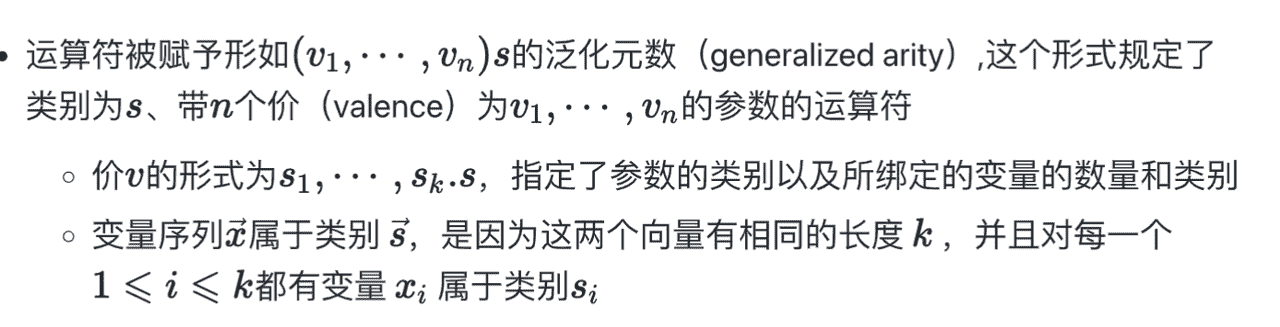 • 运算符被赋予形如(v₁,⋯,vₙ)s的泛化元数（generalized arity）,这个形式规定了
类别为s、带n个价（valence）为v₁,⋯,vₙ的参数的运算符
◦ 价v的形式为s₁,⋯,sₖ.s，指定了参数的类别以及所绑定的变量的数量和类别
◦ 变量序列x⃗属于类别 s⃗，是因为这两个向量有相同的长度 k ，并且对每一个
1 ⩽ i ⩽ k都有变量 xᵢ 属于类别sᵢ